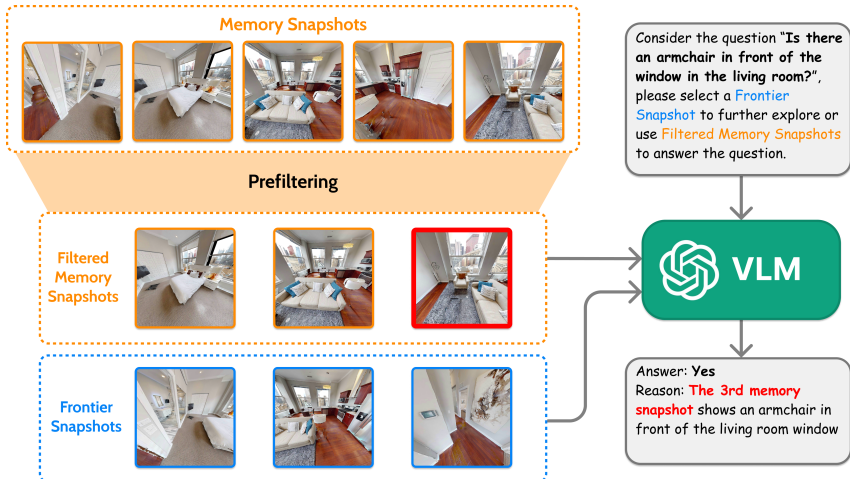 Memory Snapshots
Prefiltering
Filtered
Memory
Snapshots
Frontier
Snapshots
Consider the question “Is there
an armchair in front of the
window in the living room?”,
please select a Frontier
Snapshot to further explore or
use Filtered Memory Snapshots
to answer the question.
VLM
Answer: Yes
Reason: The 3rd memory
snapshot shows an armchair in
front of the living room window